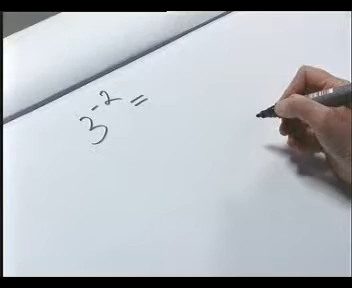 3⁻² =